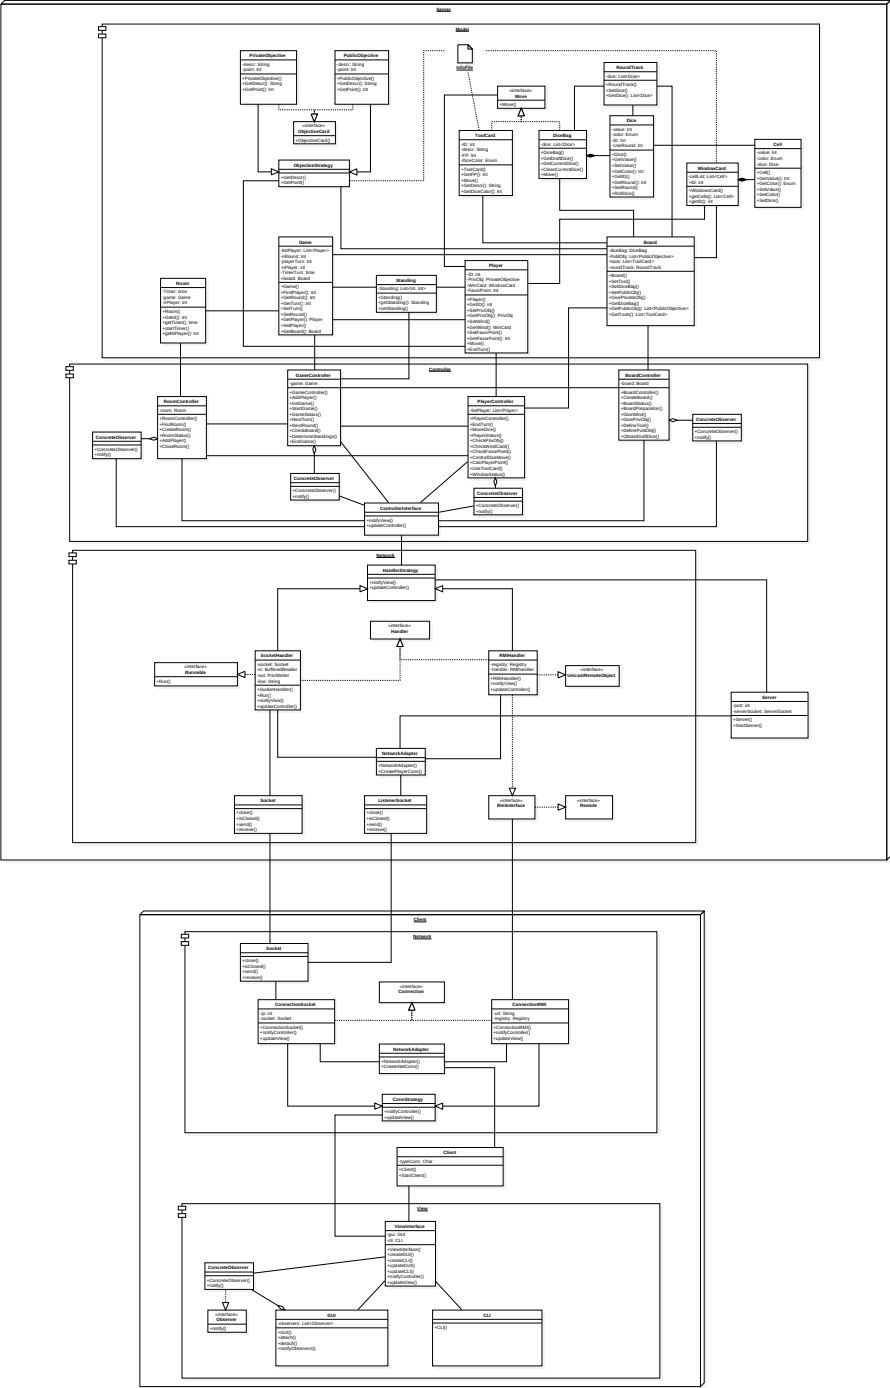 Server
Model
PrivateObjective
-descr: String
-point: Int
+PrivateObjective()
+GetDescr(): String
+GetPoint(): Int
PublicObjective
-descr: String
-point: Int
+PublicObjective()
+GetDescr(): String
+GetPoint(): Int
InfoFile
«interface»
Move
+Move()
RoundTrack
-dice: List<Dice>
+RoundTrack()
+SetDice()
+GetDice(): List<Dice>
«interface»
ObjectiveCard
+ObjectiveCard()
ToolCard
-ID: Int
-descr: String
-FP: Int
-DiceColor: Enum
+ToolCard()
+GetFP(): Int
+Move()
+GetDescr(): String
+GetDiceColor(): Int
DiceBag
-dice: List<Dice>
+DiceBag()
+GetDraftDice()
+GetCurrentDice()
+CleanCurrentDice()
+Move()
Dice
-value: Int
-color: Enum
-ID: Int
-UseRound: Int
+Dice()
+GetValue()
+SetValue()
+GetColor(): Int
+GetID()
+GetRound(): Int
+SetRound()
+RollDice()
Cell
-value: Int
-color: Enum
-dice: Dice
+Cell()
+GetValue(): Int
+GetColor(): Enum
+SetValue()
+SetColor()
+SetDice()
ObjectiveStrategy
+GetDescr()
+GetPoint()
WindowCard
-cellList: List<Cell>
+ID: int
+WindowsCard()
+getCells(): List<Cell>
+getID(): int
Game
-listPlayer: List<Player>
-nRound: Int
-playerTurn: Int
-nPlayer: int
-TimerTurn: time
-board: Board
+Game()
+FirstPlayer(): Int
+GetRound(): Int
+GetTurn(): Int
+SetTurn()
+SetRound()
+GetPlayer(): Player
+SetPlayer()
+GetBoard(): Board
Board
-diceBag: DiceBag
-PubObj: List<PublicObjective>
-tools: List<ToolCard>
-roundTrack: RoundTrack
+Board()
+SetTool()
+SetDiceBag()
+SetPublicObj()
+GivePrivateObj()
+GetDiceBag()
+GetPublicObj(): List<PublicObjective>
+GetTools(): List<ToolCard>
Player
-ID: int
-PrivObj: PrivateObjective
-WinCard: WindowCard
-FavorPoint: Int
+Player()
+GetID(): int
+SetPrivObj()
+GetPrivObj(): PrivObj
+SetWind()
+GetWind(): WinCard
+SetFavorPoint()
+GetFavorPoint(): Int
+Move()
+EndTurn()
Standing
-Standing: List<Int, Int>
+Standing()
+getStanding(): Standing
+setStanding()
Room
-Timer: time
-game: Game
-nPlayer: int
+Room()
+GetId(): Int
+getTimer(): time
+startTimer()
+getNPlayer(): Int
Controller
GameController
-game: Game
+GameController()
+AddPlayer()
+InitGame()
+StartGame()
+GameStatus()
+NextTurn()
+NextRound()
+CheckBoard()
+DetermineStandings()
+EndGame()
BoardController
-board: Board
+BoardController()
+CreateBoard()
+BoardStatus()
+BoardPreparation()
+GiveWind()
+GivePrivObj()
+DefineTool()
+DefinePubObj()
+ObtainDraftDice()
RoomController
-room: Room
+RoomController()
+FindRoom()
+CreateRoom()
+RoomStatus()
+AddPlayer()
+CloseRoom()
PlayerController
-listPlayer: List<Player>
+PlayerController()
+EndTurn()
+MoveDice()
+PlayerStatus()
+CheckPrivObj()
+CheckWindCard()
+CheckFavorPoint()
+ControlDiceMove()
+CalcPlayerPoint()
+UseToolCard()
+WindowStatus()
ConcreteObserver
+ConcreteObserver()
+notify()
ConcreteObserver
+ConcreteObserver()
+notify()
ConcreteObserver
+ConcreteObserver()
+notify()
ConcreteObserver
+ConcreteObserver()
+notify()
ControllerInterface
+notifyView()
+updateController()
Network
HandlerStrategy
+notifyView()
+updateController()
«interface»
Handler
SocketHandler
-socket: Socket
-in: BufferedReader
-out: PrintWriter
-line: String
+SocketHandler()
+Run()
+notifyView()
+updateController()
RMIHandler
-registry: Registry
-handler: RMIhandler
+RMIHandler()
+notifyView()
+updateController()
«interface»
Runnable
+Run()
«interface»
UnicastRemoteObject
Server
-port: int
-serverSocket: ServerSocket
+Server()
+StartServer()
NetworkAdapter
+NetworkAdapter()
+CreatePlayerConn()
Socket
+close()
+isClosed()
+send()
+receive()
ListenerSocket
+close()
+isClosed()
+send()
+receive()
«interface»
RmiInterface
«interface»
Remote
Client
Network
Socket
+close()
+isClosed()
+send()
+receive()
«interface»
Connection
ConnectionSocket
-ip: int
-socket: Socket
+ConnectionSocket()
+notifyController()
+updateView()
ConnectionRMI
-url: String
-registry: Registry
+ConnectionRMI()
+notifyController()
+updateView()
NetworkAdapter
+NetworkAdapter()
+CreateNetConn()
ConnStrategy
+notifyController()
+updateView()
Client
-typeConn: Char
+Client()
+StartClient()
View
ViewInterface
-gui: GUI
-cli: CLI
+ViewInterface()
+createGUI()
+createCLI()
+updateGUI()
+updateCLI()
+notifyController()
+updateView()
ConcreteObserver
+ConcreteObserver()
+notify()
«interface»
Observer
+notify()
GUI
-observers: List<Observer>
+GUI()
+attach()
+detach()
+notifyObservers()
CLI
+CLI()